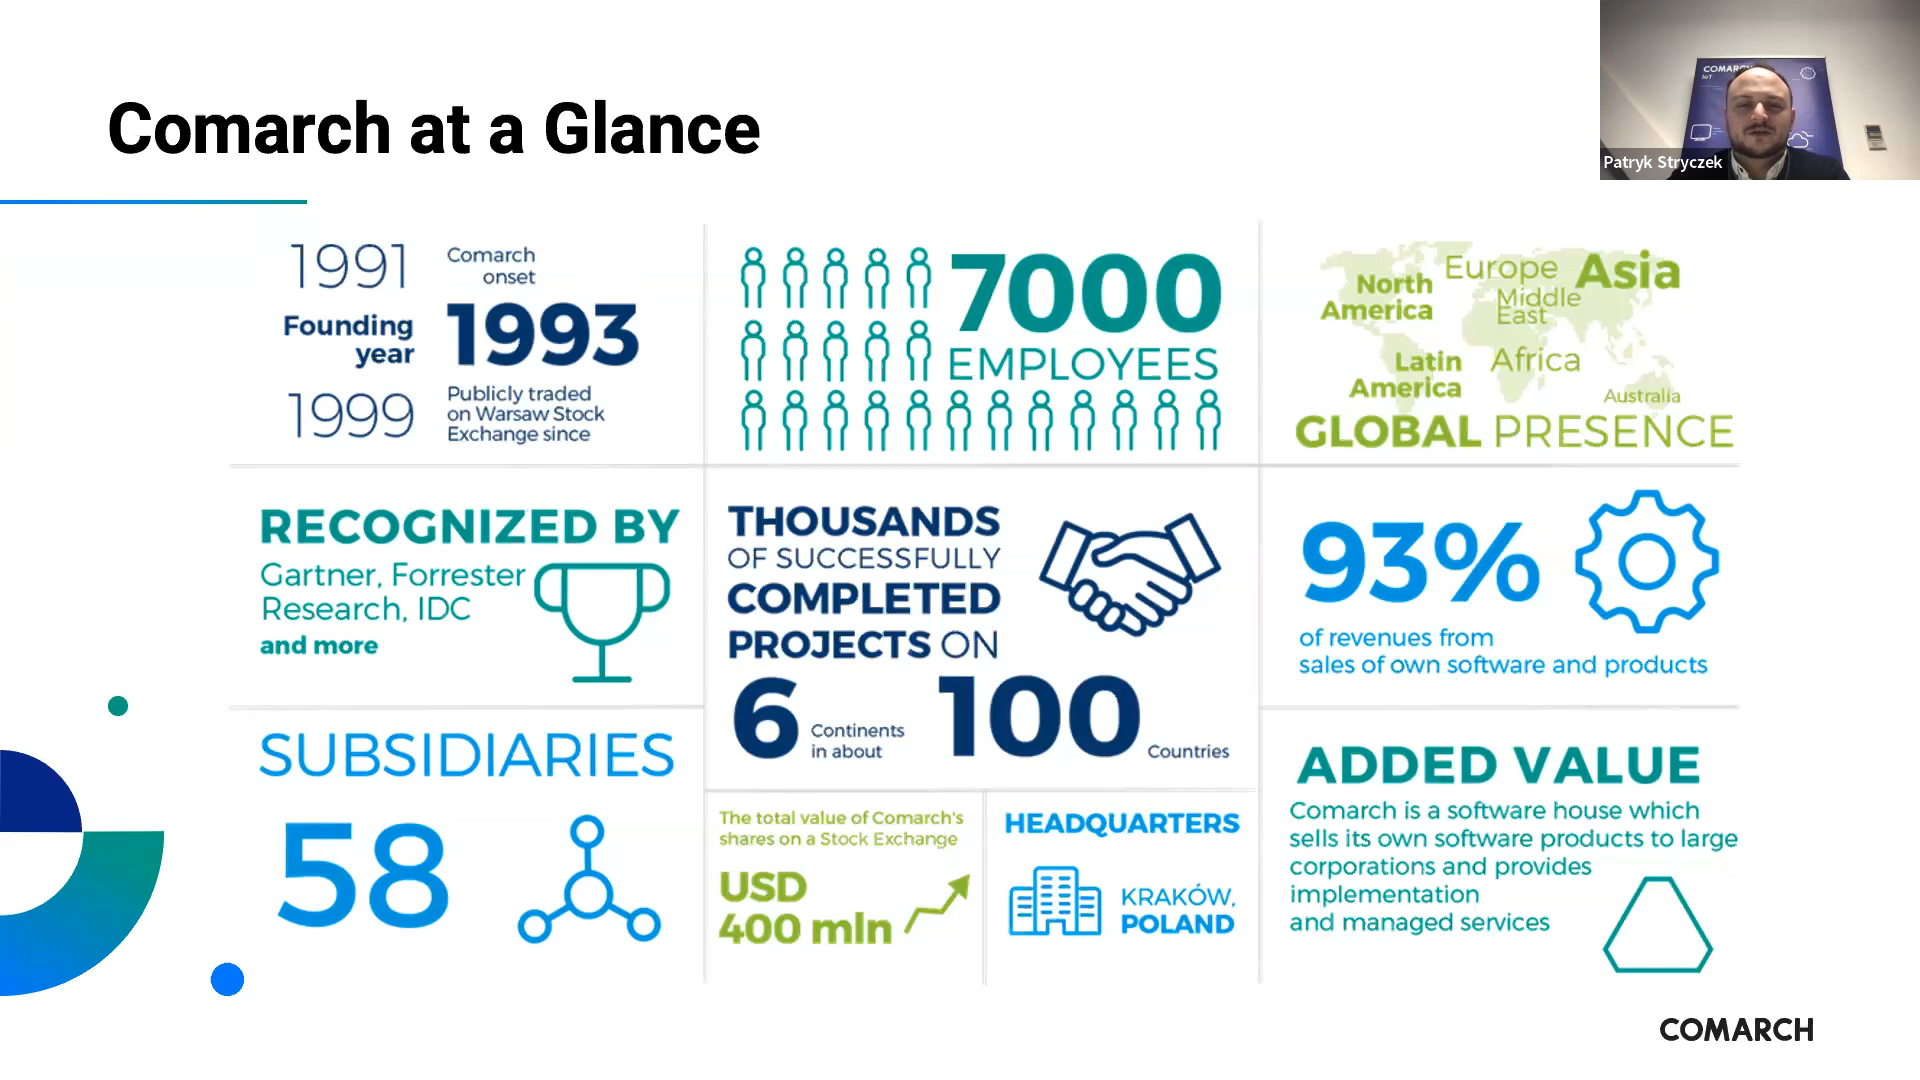 Comarch at a Glance
COMARCH
IoT
Patryk Stryczek
1991 Comarch onset
Founding year 1993
1999 Publicly traded
on Warsaw Stock
Exchange since
7000
EMPLOYEES
North America
Europe
Asia
Middle East
Latin America
Africa
Australia
GLOBAL PRESENCE
RECOGNIZED BY
Gartner, Forrester
Research, IDC
and more
THOUSANDS
OF SUCCESSFULLY
COMPLETED
PROJECTS ON
6 Continents in about 100 Countries
93%
of revenues from
sales of own software and products
SUBSIDIARIES
58
The total value of Comarch's
shares on a Stock Exchange
USD
400 mln
HEADQUARTERS
KRAKÓW,
POLAND
ADDED VALUE
Comarch is a software house which
sells its own software products to large
corporations and provides
implementation
and managed services
COMARCH